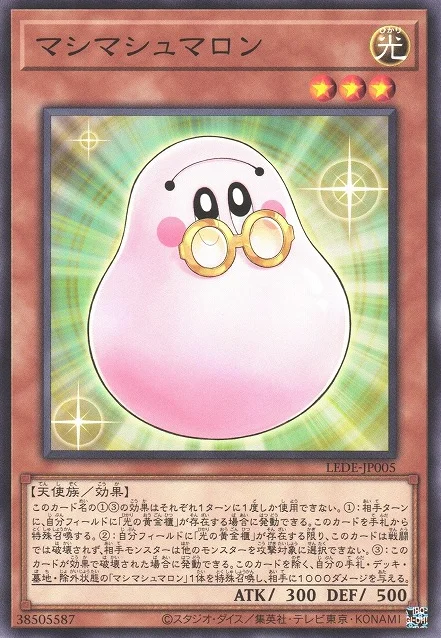 マシマシュマロン
光
LEDE-JP005
【天使族/効果】
このカード名の①③の効果はそれぞれ1ターンに1度しか使用できない。①:相手ターン
に、自分フィールドに「光の黄金櫃」が存在する場合に発動できる。このカードを手札から
特殊召喚する。②:自分フィールドに「光の黄金櫃」が存在する限り、このカードは戦闘
では破壊されず、相手モンスターは他のモンスターを攻撃対象に選択できない。③:この
カードが効果で破壊された場合に発動できる。このカードを除く、自分の手札・デッキ・
墓地・除外状態の「マシマシュマロン」1体を特殊召喚し、相手に1000ダメージを与える。
ATK/ 300 DEF/ 500
38505587
©スタジオ・ダイス/集英社・テレビ東京・KONAMI